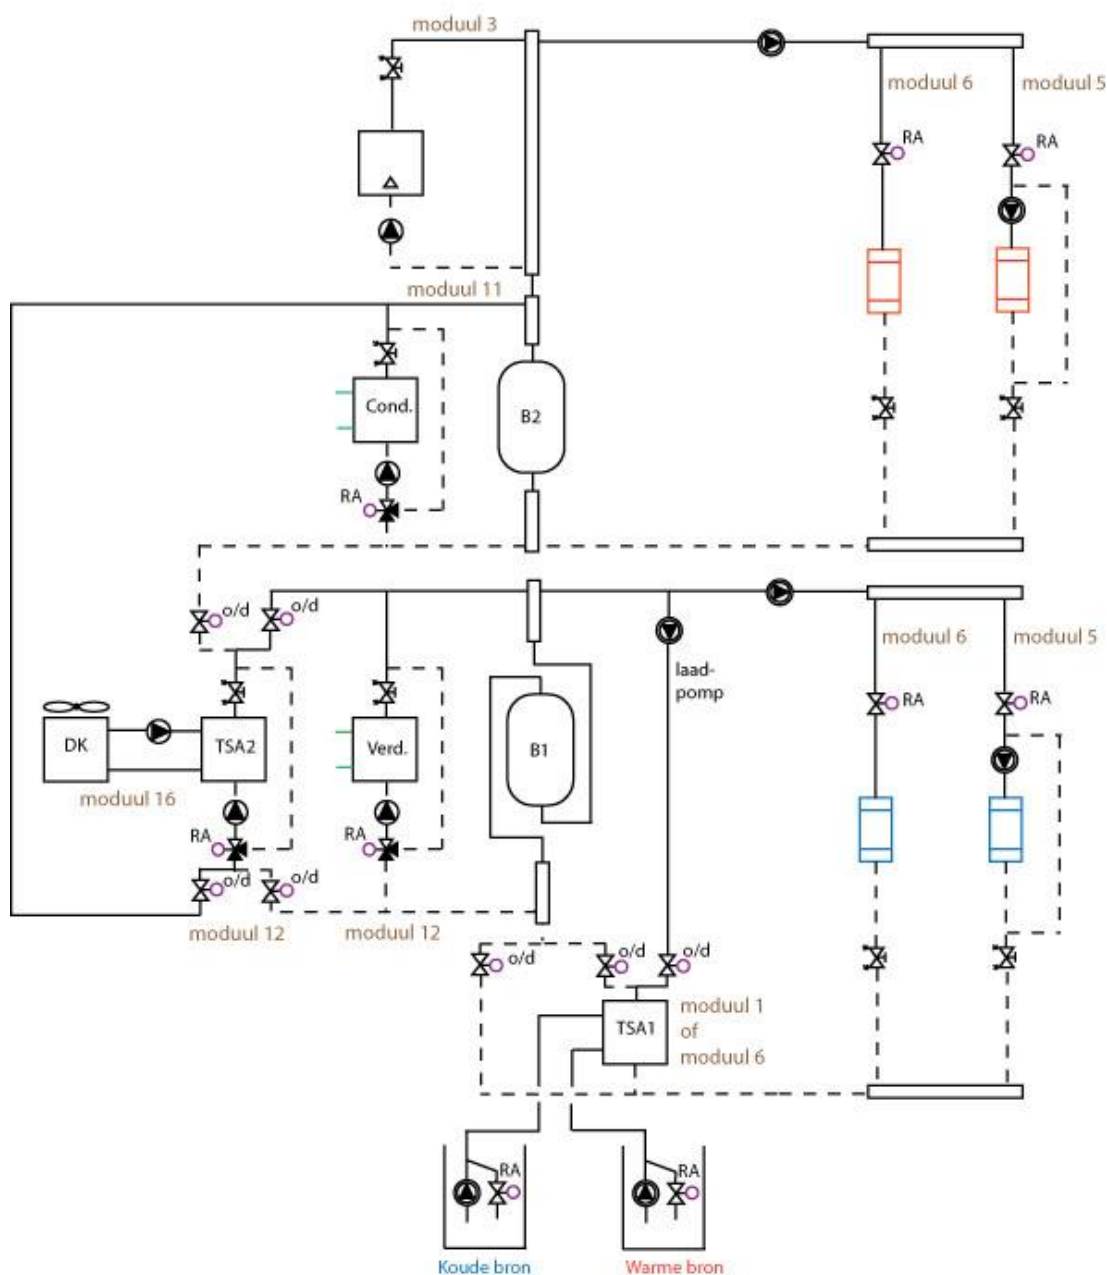 moduul 3
moduul 6
moduul 5
RA
RA
moduul 11
Cond.
B2
RA
o/d
o/d
moduul 6
moduul 5
laad-
pomp
RA
RA
DK
TSA2
Verd.
B1
moduul 16
RA
RA
o/d
o/d
moduul 12
moduul 12
o/d
o/d
o/d
TSA1
moduul 1
of
moduul 6
RA
RA
Koude bron
Warme bron